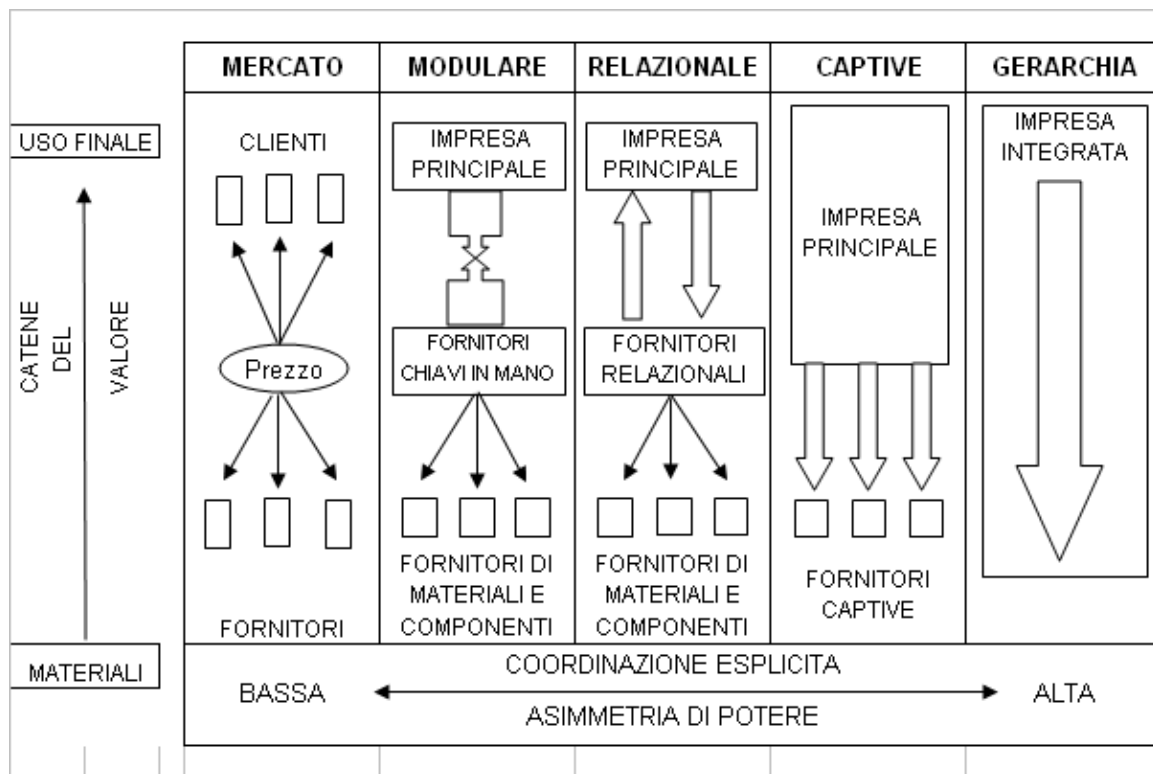 MERCATO
MODULARE
RELAZIONALE
CAPTIVE
GERARCHIA
USO FINALE
CATENE
DEL
VALORE
MATERIALI
CLIENTI
Prezzo
FORNITORI
IMPRESA
PRINCIPALE
FORNITORI
CHIAVI IN MANO
FORNITORI DI
MATERIALI E
COMPONENTI
IMPRESA
PRINCIPALE
FORNITORI
RELAZIONALI
FORNITORI DI
MATERIALI E
COMPONENTI
IMPRESA
PRINCIPALE
FORNITORI
CAPTIVE
IMPRESA
INTEGRATA
COORDINAZIONE ESPLICITA
BASSA
ALTA
ASIMMETRIA DI POTERE